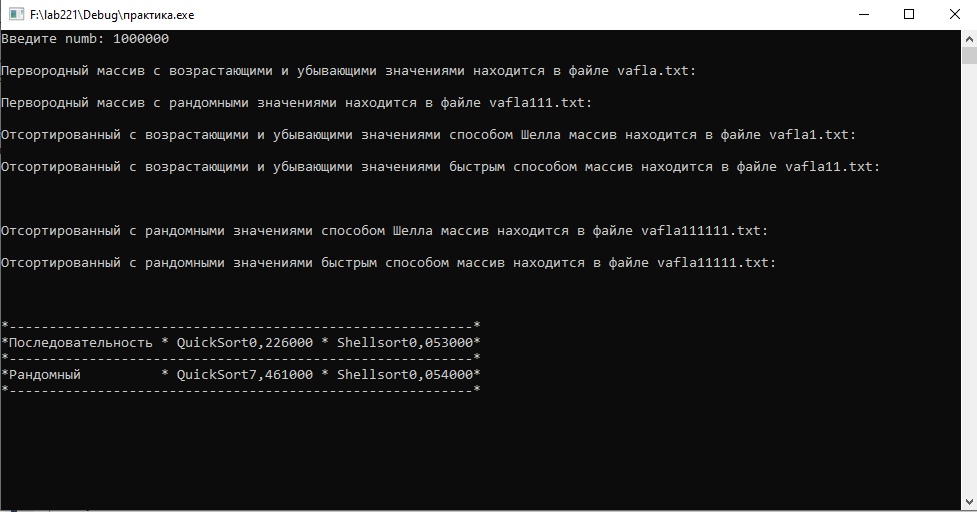 F:\lab221\Debug\практика.exe
Введите numb: 1000000
Первородный массив с возрастающими и убывающими значениями находится в файле vafla.txt:
Первородный массив с рандомными значениями находится в файле vafla111.txt:
Отсортированный с возрастающими и убывающими значениями способом Шелла массив находится в файле vafla1.txt:
Отсортированный с возрастающими и убывающими значениями быстрым способом массив находится в файле vafla11.txt:
Отсортированный с рандомными значениями способом Шелла массив находится в файле vafla111111.txt:
Отсортированный с рандомными значениями быстрым способом массив находится в файле vafla11111.txt:
*----------------------------------------------------------*
*Последовательность * QuickSort0,226000 * Shellsort0,053000*
*----------------------------------------------------------*
*Рандомный          * QuickSort7,461000 * Shellsort0,054000*
*----------------------------------------------------------*